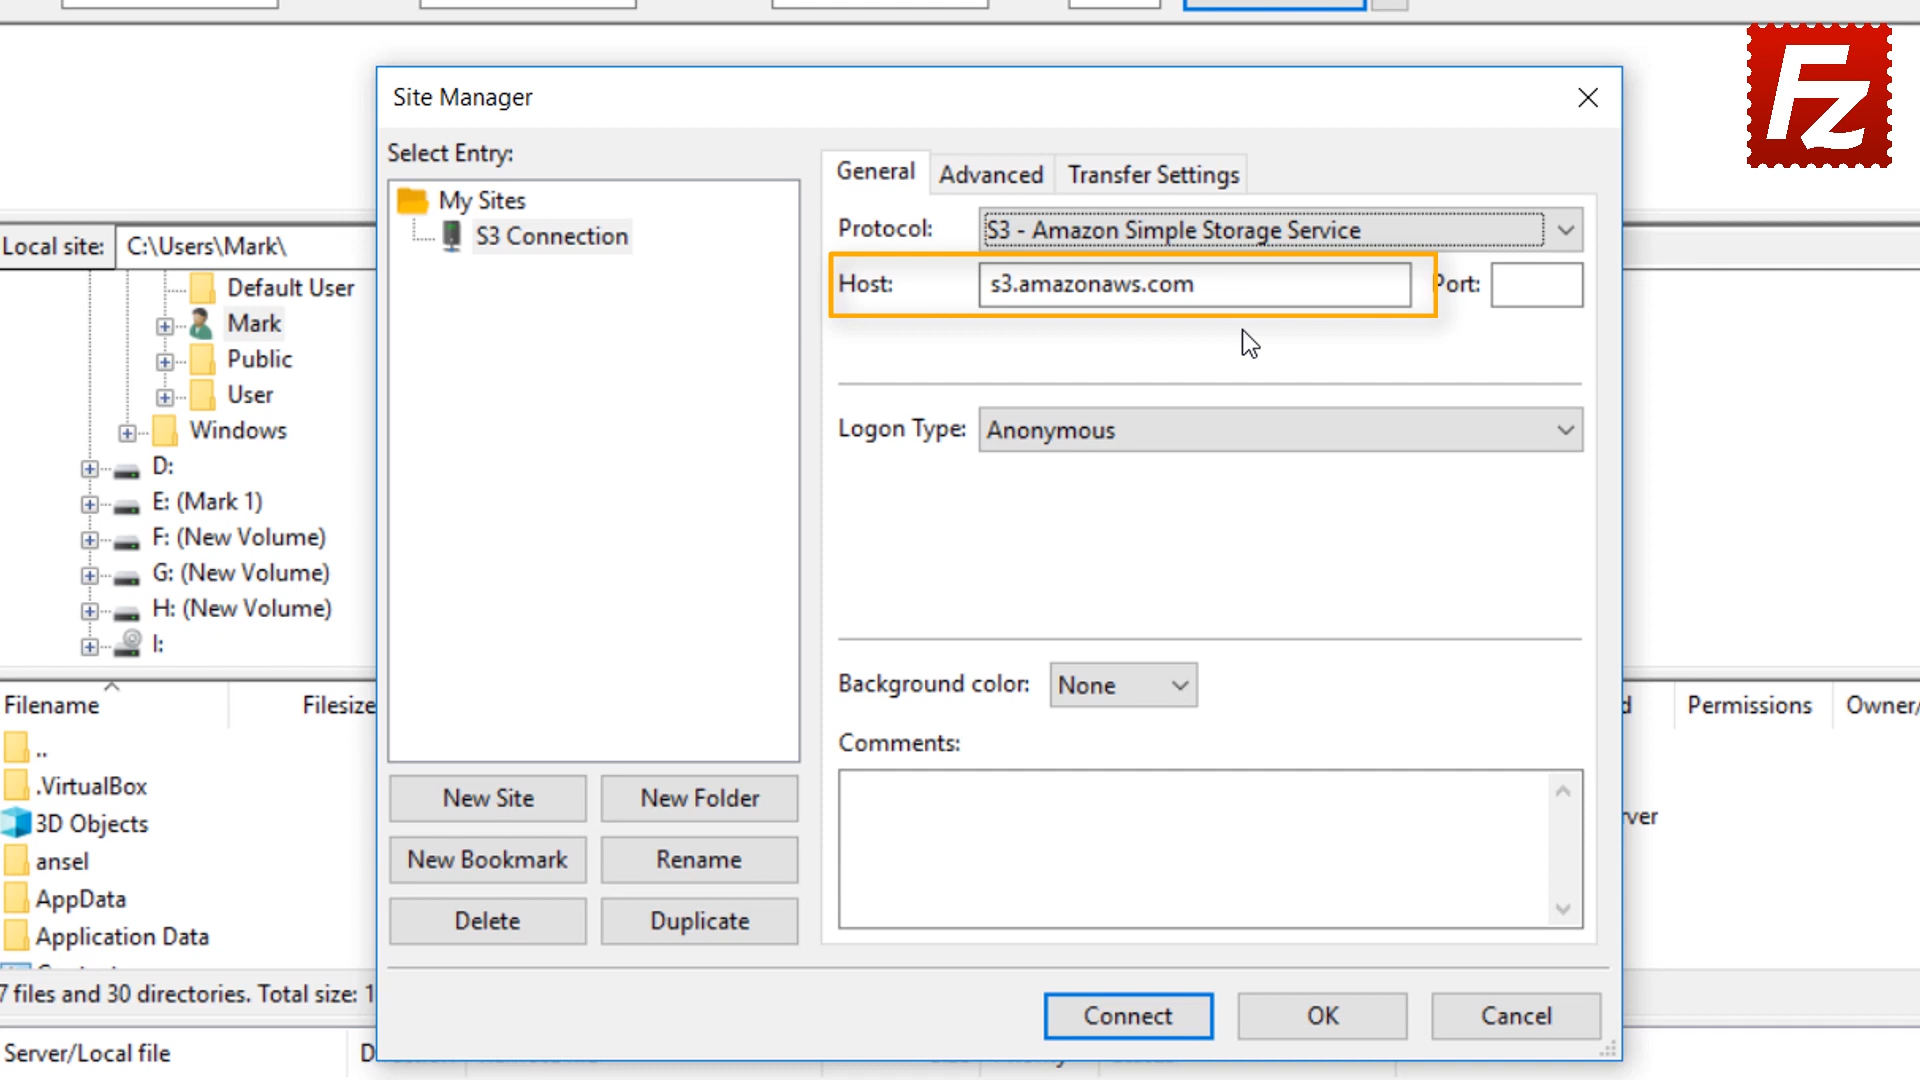 Site Manager
Select Entry:
My Sites
S3 Connection
General
Advanced
Transfer Settings
Protocol:
S3 - Amazon Simple Storage Service
Host:
s3.amazonaws.com
Port:
Logon Type:
Anonymous
Background color:
None
Comments:
New Site
New Folder
New Bookmark
Rename
Delete
Duplicate
Connect
OK
Cancel
Fz
Local site:
C:\Users\Mark\
Default User
Mark
Public
User
Windows
D:
E: (Mark 1)
F: (New Volume)
G: (New Volume)
H: (New Volume)
I:
Filename
Filesize
..
.VirtualBox
3D Objects
ansel
AppData
Application Data
7 files and 30 directories. Total size: 1
Server/Local file
Permissions
Owner/